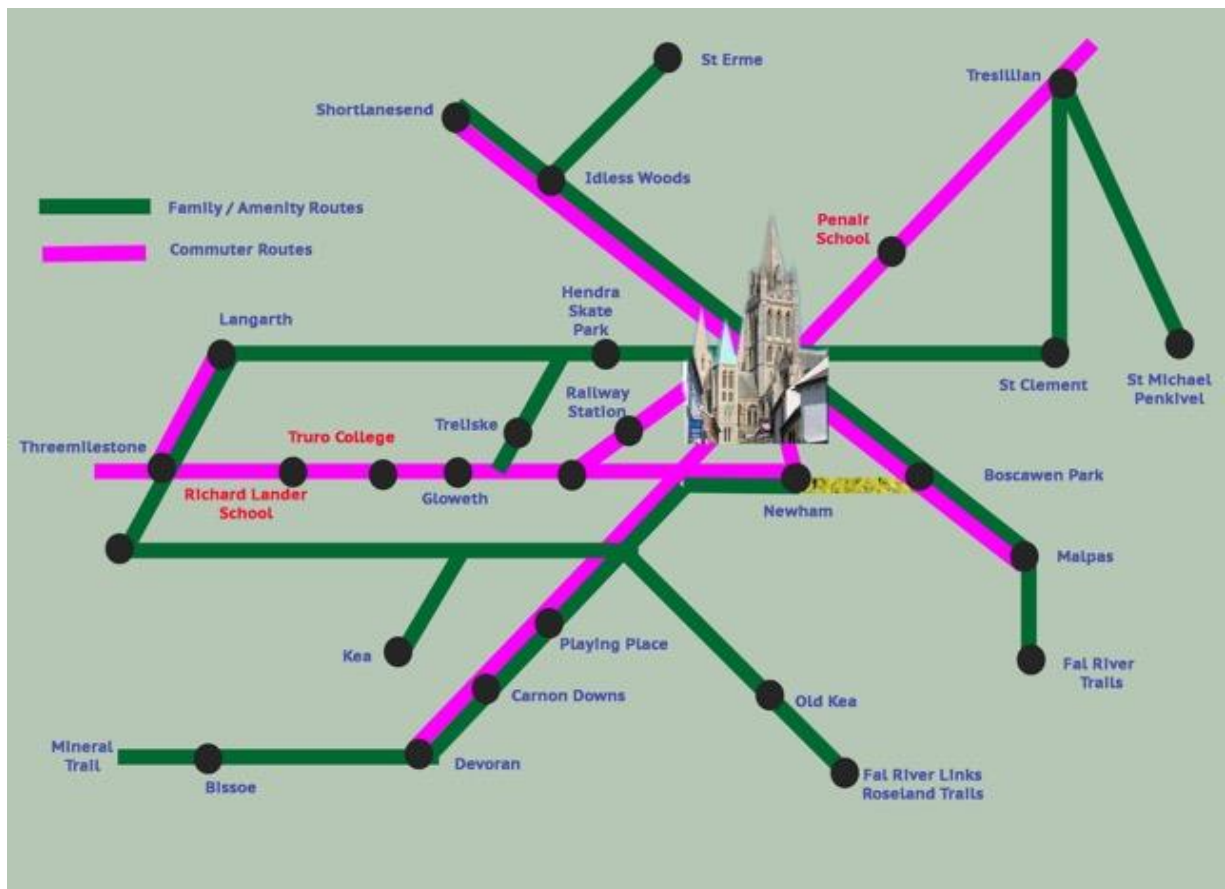 St Erme
Tresillian
Shortlanesend
Idless Woods
Family / Amenity Routes
Penair
School
Commuter Routes
Hendra
Skate
Park
Langarth
St Clement
St Michael
Penkivel
Railway
Station
Treliske
Truro College
Threemilestone
Boscawen Park
Richard Lander
School
Gloweth
Newham
Malpas
Playing Place
Kea
Fal River
Trails
Carnon Downs
Old Kea
Mineral
Trail
Devoran
Bissoe
Fal River Links
Roseland Trails